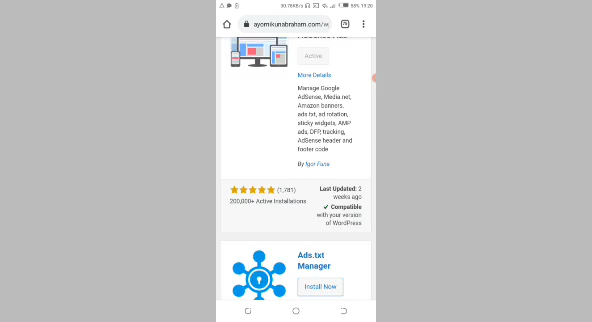 30.78KB/s 55% 19:20
ayomikunabraham.com/w
Active
More Details
Manage Google
AdSense, Media.net,
Amazon banners,
ads.txt, ad rotation,
sticky widgets, AMP
ads, DFP, tracking,
AdSense header and
footer code
By Igor Funa
(1,781)
200,000+ Active Installations
Last Updated: 2
weeks ago
✔ Compatible
with your version
of WordPress
Ads.txt
Manager
Install Now